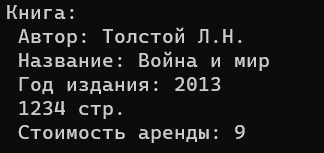 Книга:
Автор: Толстой Л.Н.
Название: Война и мир
Год издания: 2013
1234 стр.
Стоимость аренды: 9